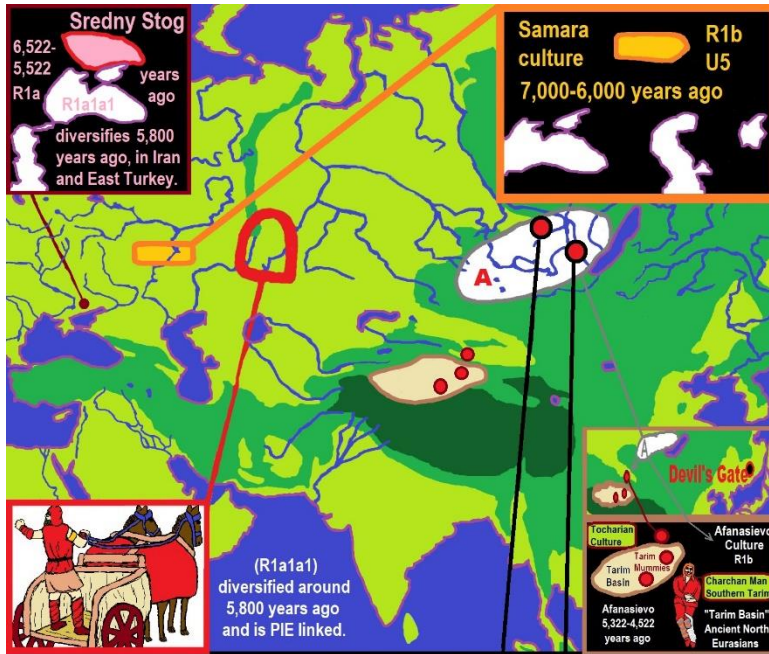 Sredny Stog
6,522-
5,522
R1a
years
ago
R1a1a1
diversifies 5,800
years ago, in Iran
and East Turkey.
Samara
culture
R1b
U5
7,000-6,000 years ago
A
(R1a1a1)
diversified around
5,800 years ago
and is PIE linked.
A
Devil's Gate
Tocharian
Culture
Tarim
Mummies
Tarim
Basin
Afanasievo
5,322-4,522
years ago
Afanasievo
Culture
R1b
Charchan Man
Southern Tarim
"Tarim Basin"
Ancient North
Eurasians